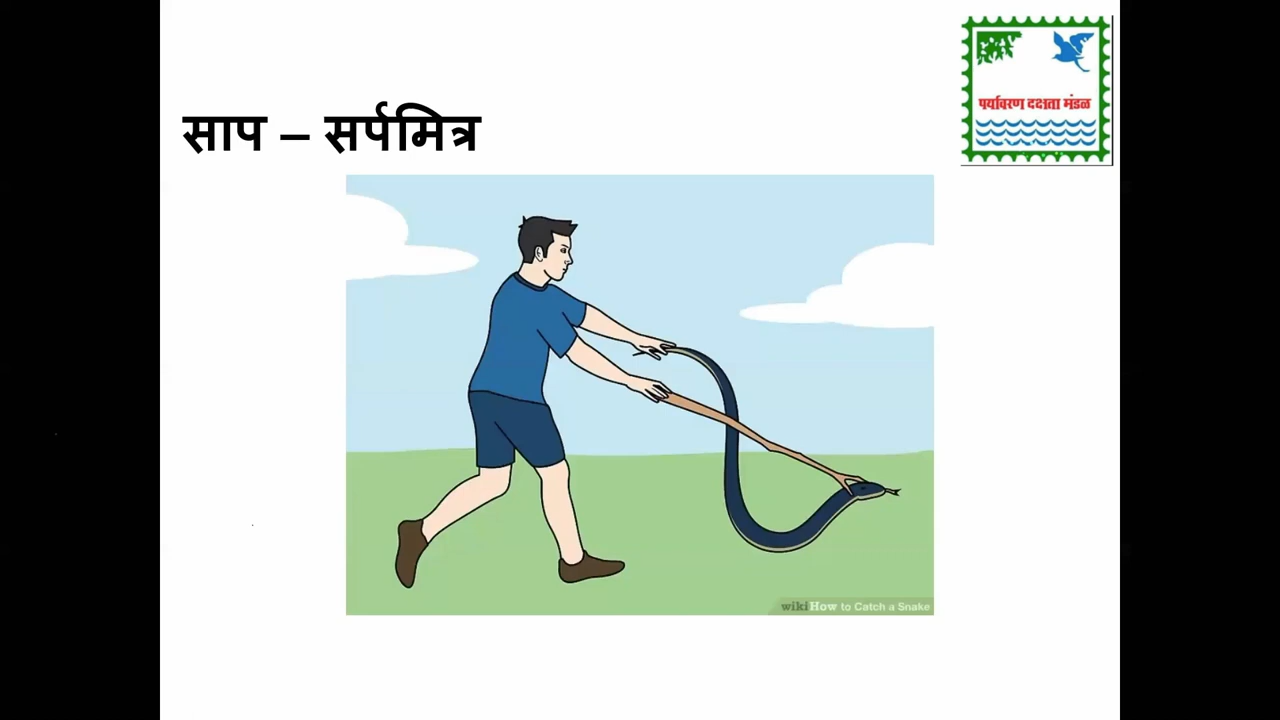 साप – सर्पमित्र
पर्यावरण दक्षता मंडळ
wikiHow to Catch a Snake